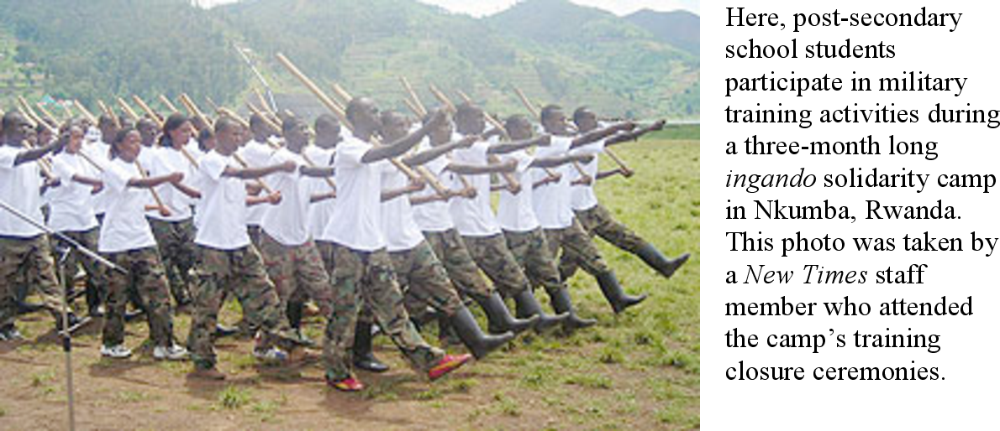 Here, post-secondary
school students
participate in military
training activities during
a three-month long
ingando solidarity camp
in Nkumba, Rwanda.
This photo was taken by
a New Times staff
member who attended
the camp’s training
closure ceremonies.